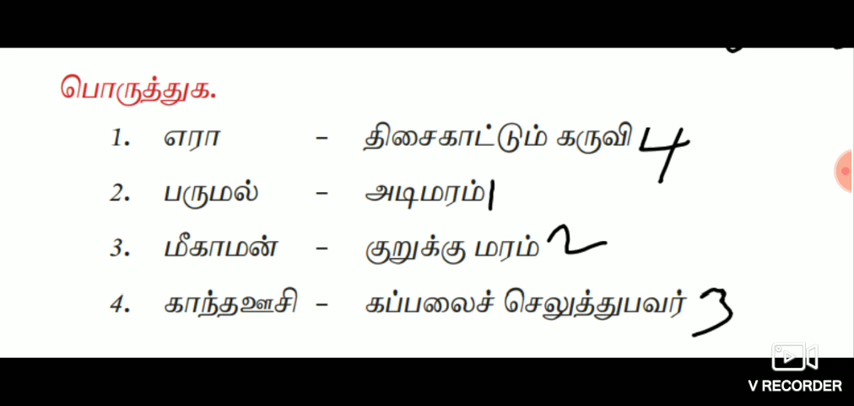 பொருத்துக.
1. எரா – திசைகாட்டும் கருவி 4
2. பருமல் – அடிமரம் 1
3. மீகாமன் – குறுக்கு மரம் 2
4. காந்தஊசி – கப்பலைச் செலுத்துபவர் 3
V RECORDER